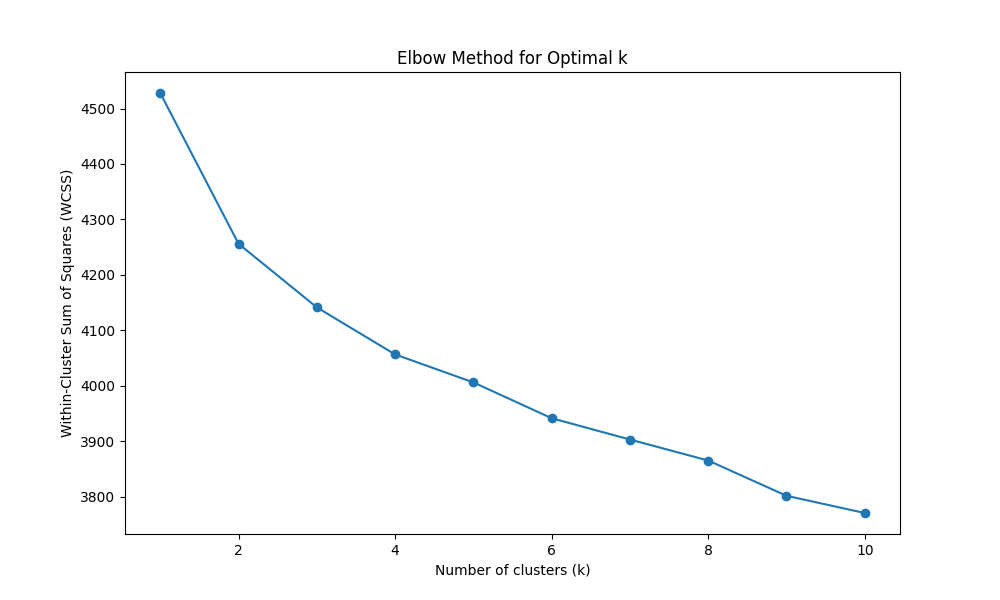 Elbow Method for Optimal k
Within-Cluster Sum of Squares (WCSS)
4500
4400
4300
4200
4100
4000
3900
3800
2 4 6 8 10
Number of clusters (k)